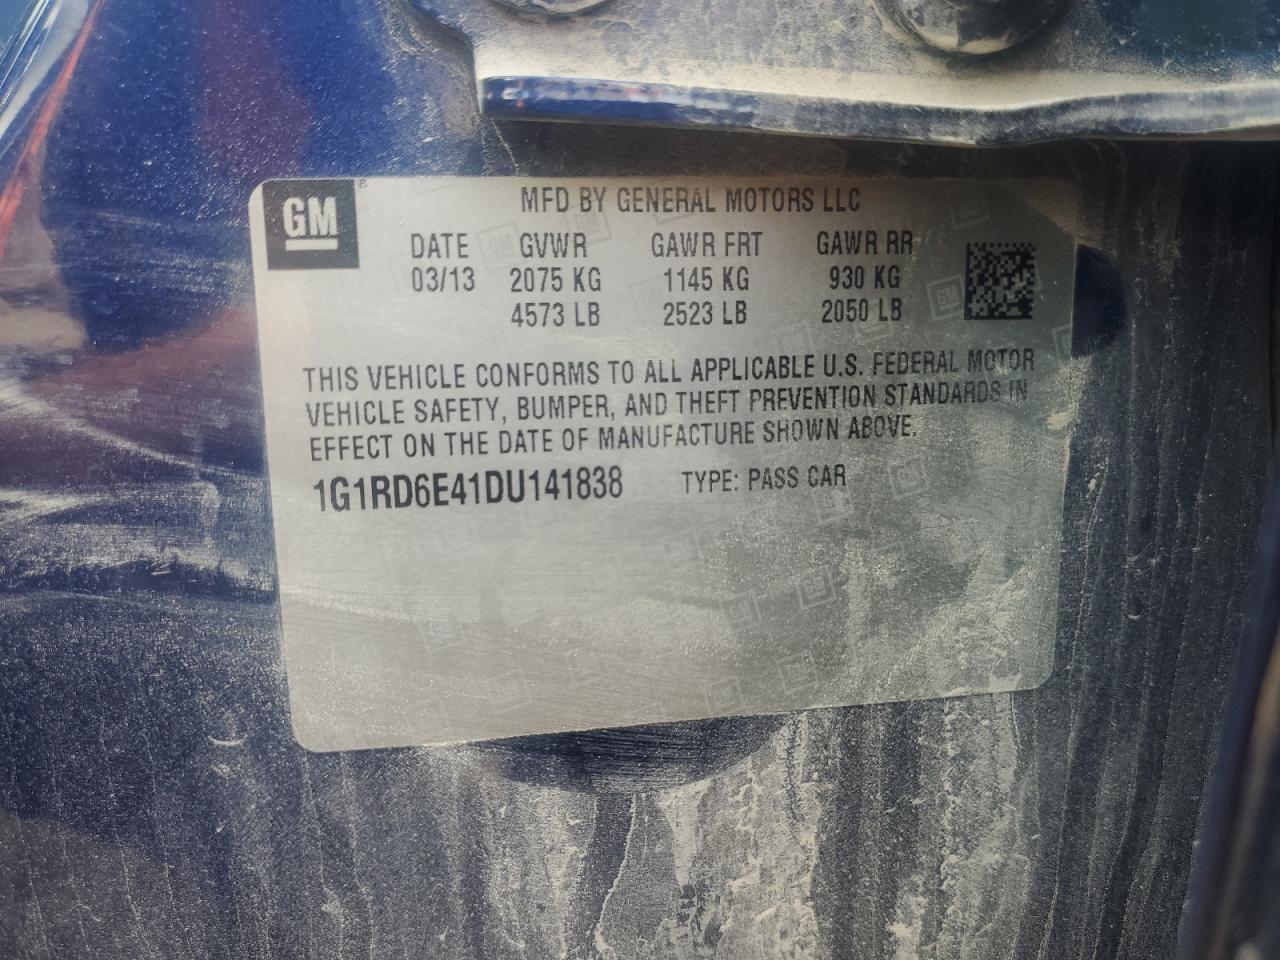 GM
MFD BY GENERAL MOTORS LLC
DATE GVWR GAWR FRT GAWR RR
03/13 2075 KG 1145 KG 930 KG
4573 LB 2523 LB 2050 LB
THIS VEHICLE CONFORMS TO ALL APPLICABLE U.S. FEDERAL MOTOR
VEHICLE SAFETY, BUMPER, AND THEFT PREVENTION STANDARDS IN
EFFECT ON THE DATE OF MANUFACTURE SHOWN ABOVE.
1G1RD6E41DU141838 TYPE: PASS CAR